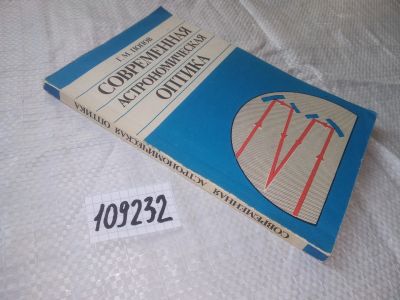 Г.М. ПОПОВ
СОВРЕМЕННАЯ
АСТРОНОМИЧЕСКАЯ
ОПТИКА
СОВРЕМЕННАЯ АСТРОНОМИЧЕСКАЯ ОПТИКА
109232